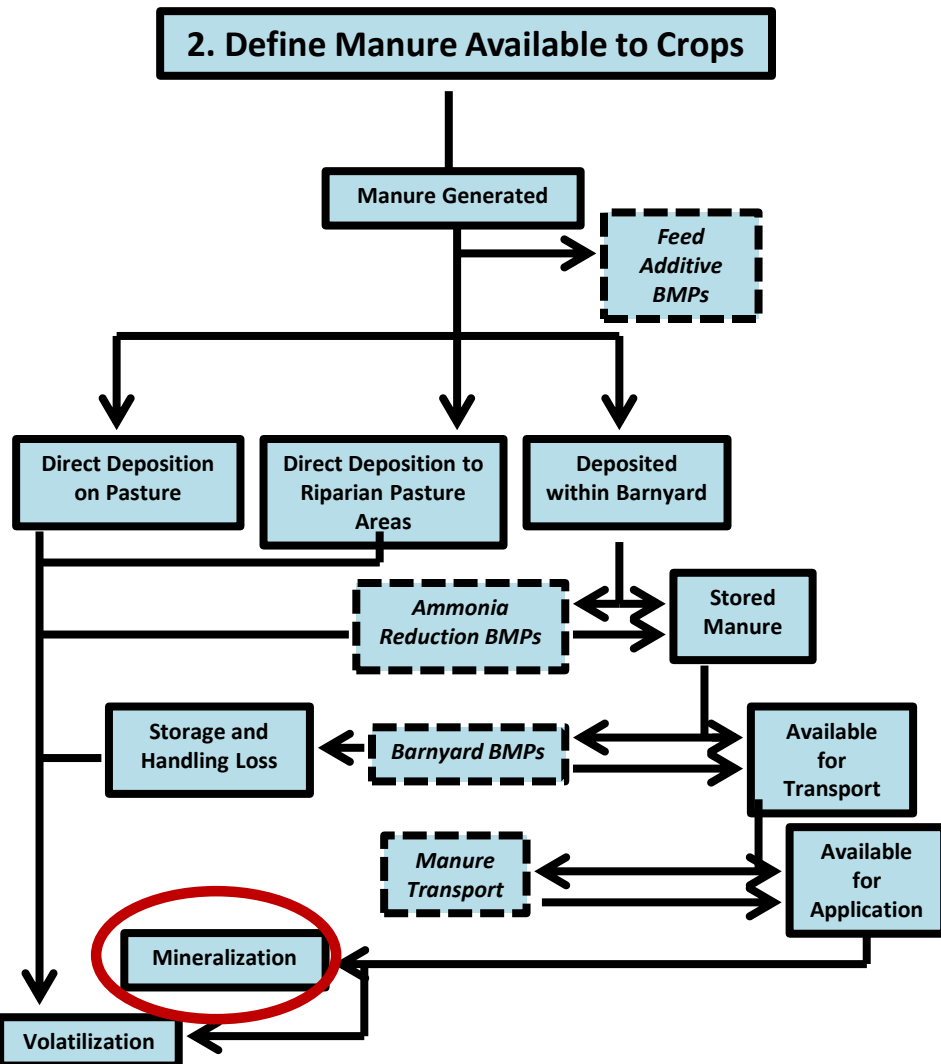 2. Define Manure Available to Crops
Manure Generated
Feed
Additive
BMPs
Direct Deposition
on Pasture
Direct Deposition to
Riparian Pasture
Areas
Deposited
within Barnyard
Ammonia
Reduction BMPs
Stored
Manure
Storage and
Handling Loss
Barnyard BMPs
Available
for
Transport
Manure
Transport
Available
for
Application
Mineralization
Volatilization